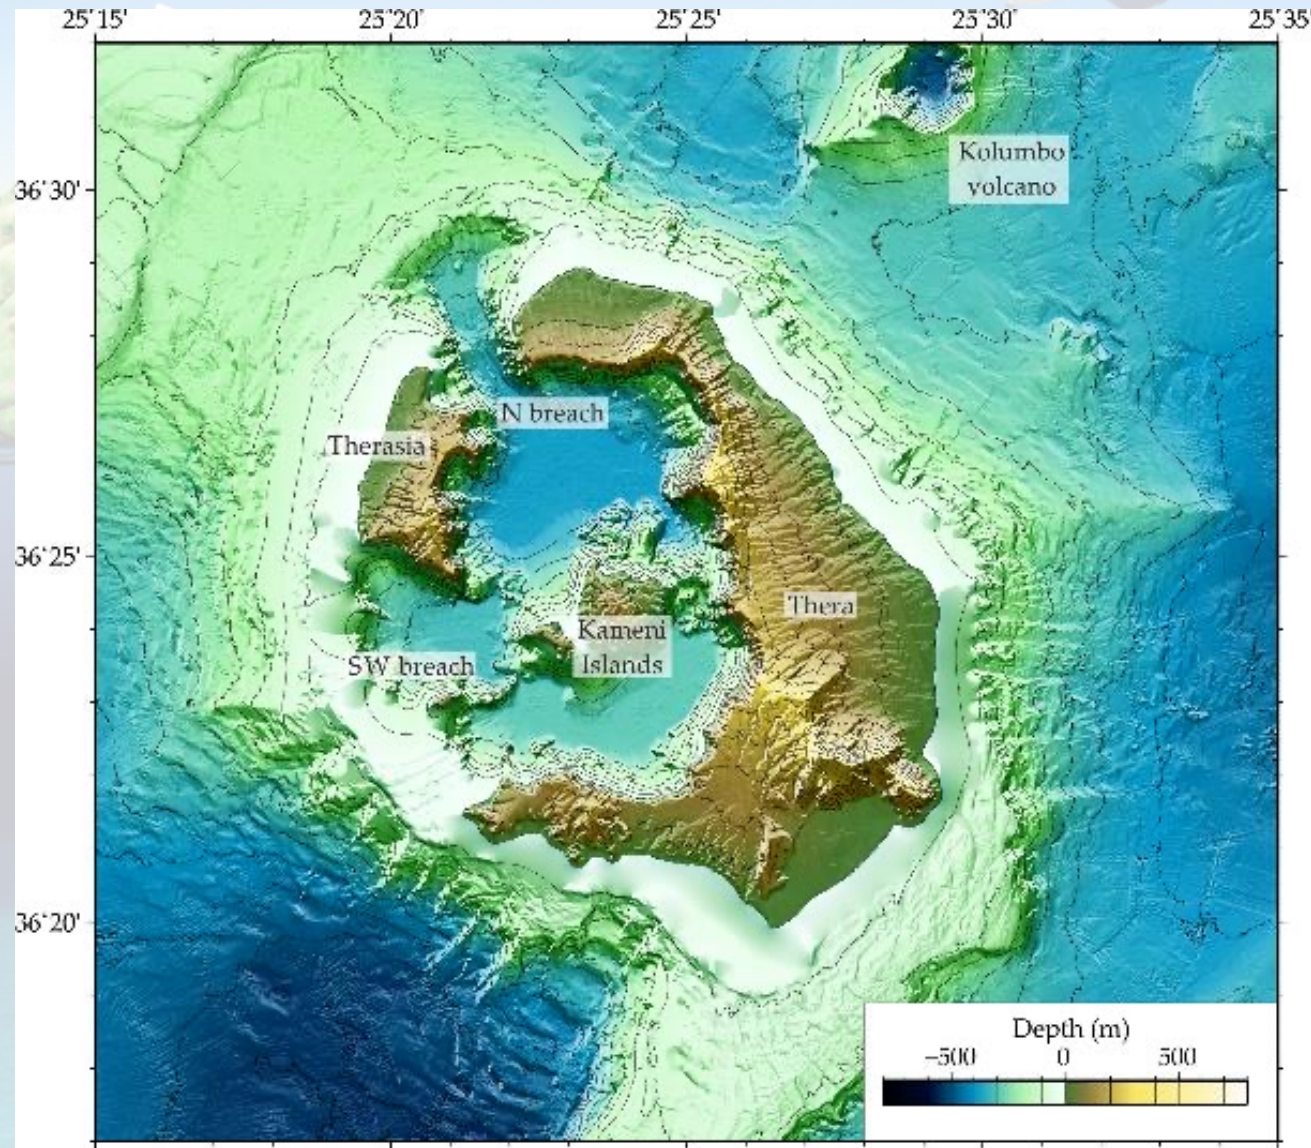 25˚15' 25˚20' 25˚25' 25˚30' 25˚35'
Kolumbo
volcano
36˚30'
N breach
Therasia
36˚25'
Thera
Kameni
Islands
SW breach
36˚20'
Depth (m)
−500 0 500